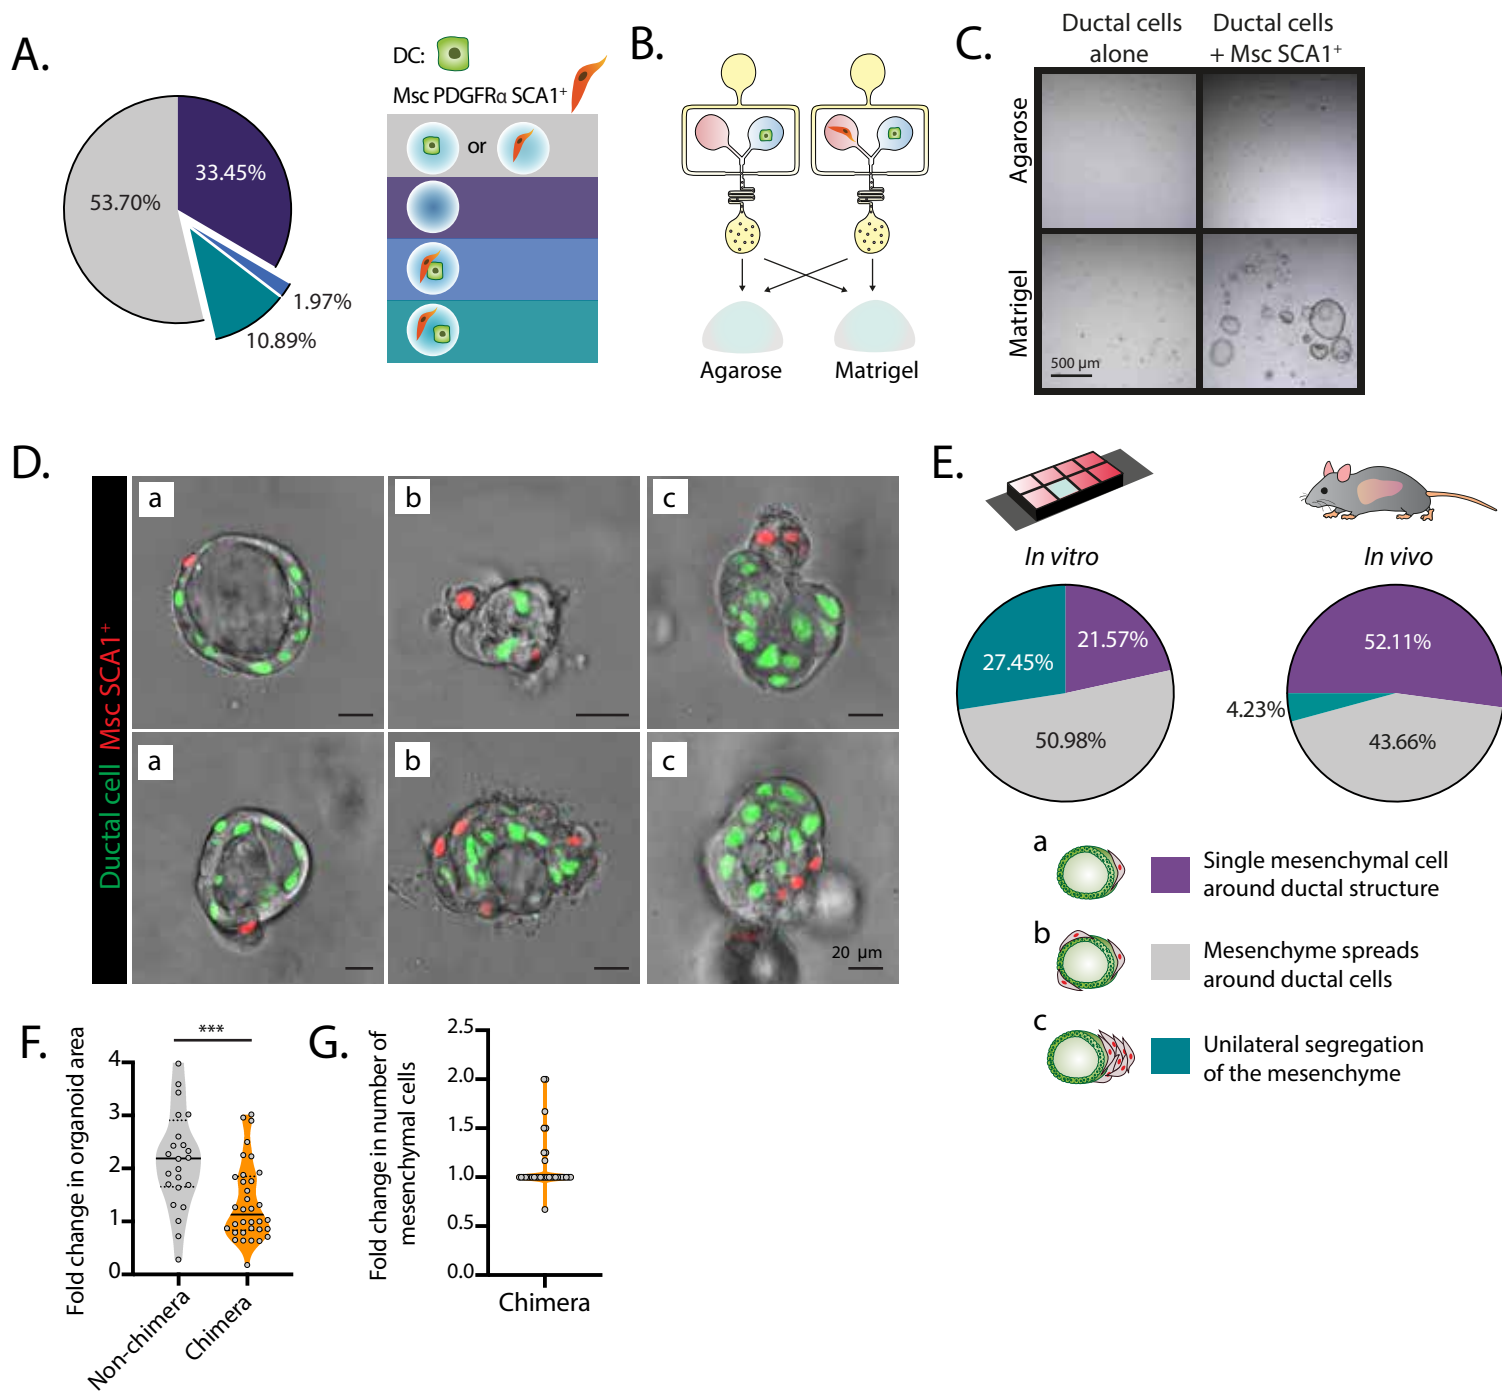 A.
DC:
Msc PDGFRα SCA1+
or
33.45%
53.70%
1.97%
10.89%
B.
Agarose
Matrigel
C.
Ductal cells
alone
Ductal cells
+ Msc SCA1+
Agarose
Matrigel
500 µm
D.
Ductal cell Msc SCA1+
a
b
c
a
b
c
20 µm
E.
In vitro
In vivo
27.45%
21.57%
50.98%
52.11%
4.23%
43.66%
a
Single mesenchymal cell
around ductal structure
b
Mesenchyme spreads
around ductal cells
c
Unilateral segregation
of the mesenchyme
F.
Fold change in organoid area
***
4
3
2
1
0
Non-chimera
Chimera
G.
Fold change in number of
mesenchymal cells
2.5
2.0
1.5
1.0
0.5
0.0
Chimera